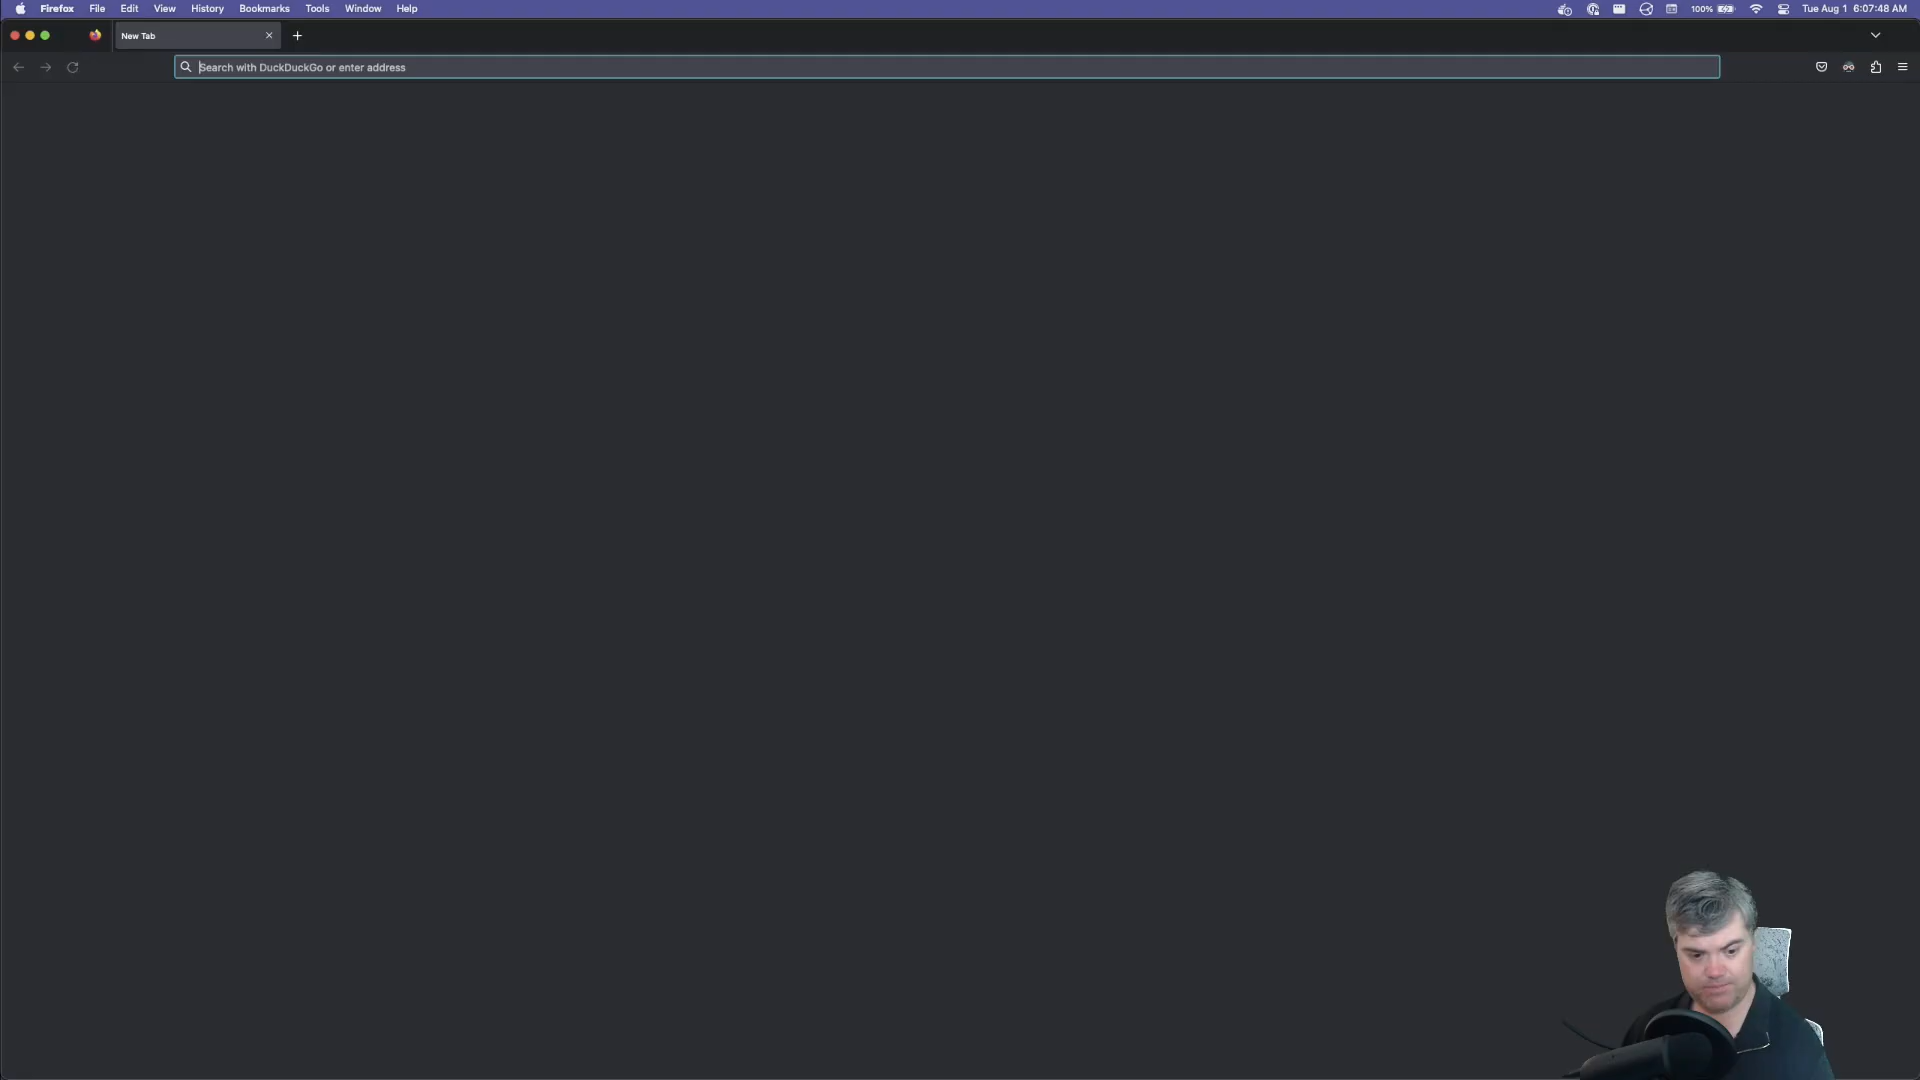 Firefox File Edit View History Bookmarks Tools Window Help 100% Tue Aug 1 6:07:48 AM
New Tab
Search with DuckDuckGo or enter address